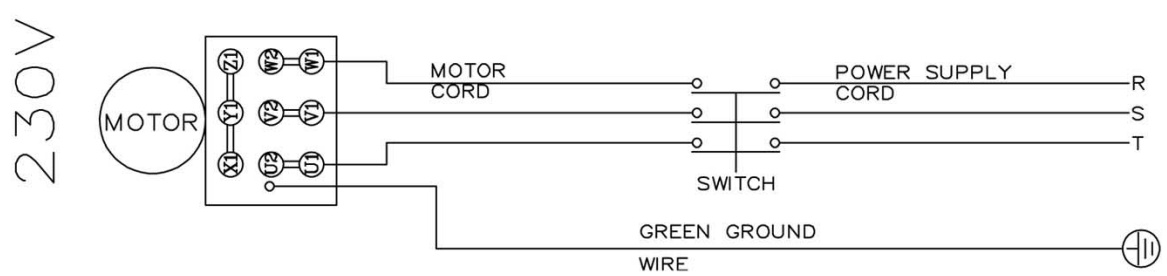 230V
MOTOR
Z1 W2 W1
Y1 V2 V1
X1 U2 U1
MOTOR
CORD
POWER SUPPLY
CORD
R
S
T
SWITCH
GREEN GROUND
WIRE